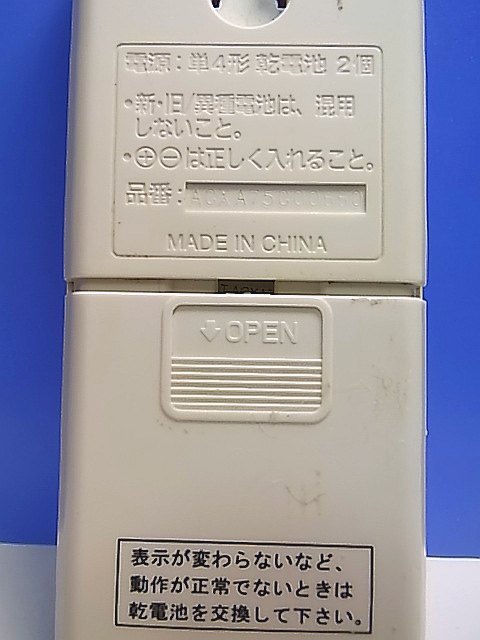 電源:単4形 乾電池 2個
・新・旧/異種電池は、混用
しないこと。
・⊕⊖は正しく入れること。
品番:
MADE IN CHINA
↓OPEN
表示が変わらないなど、
動作が正常でないときは
乾電池を交換して下さい。